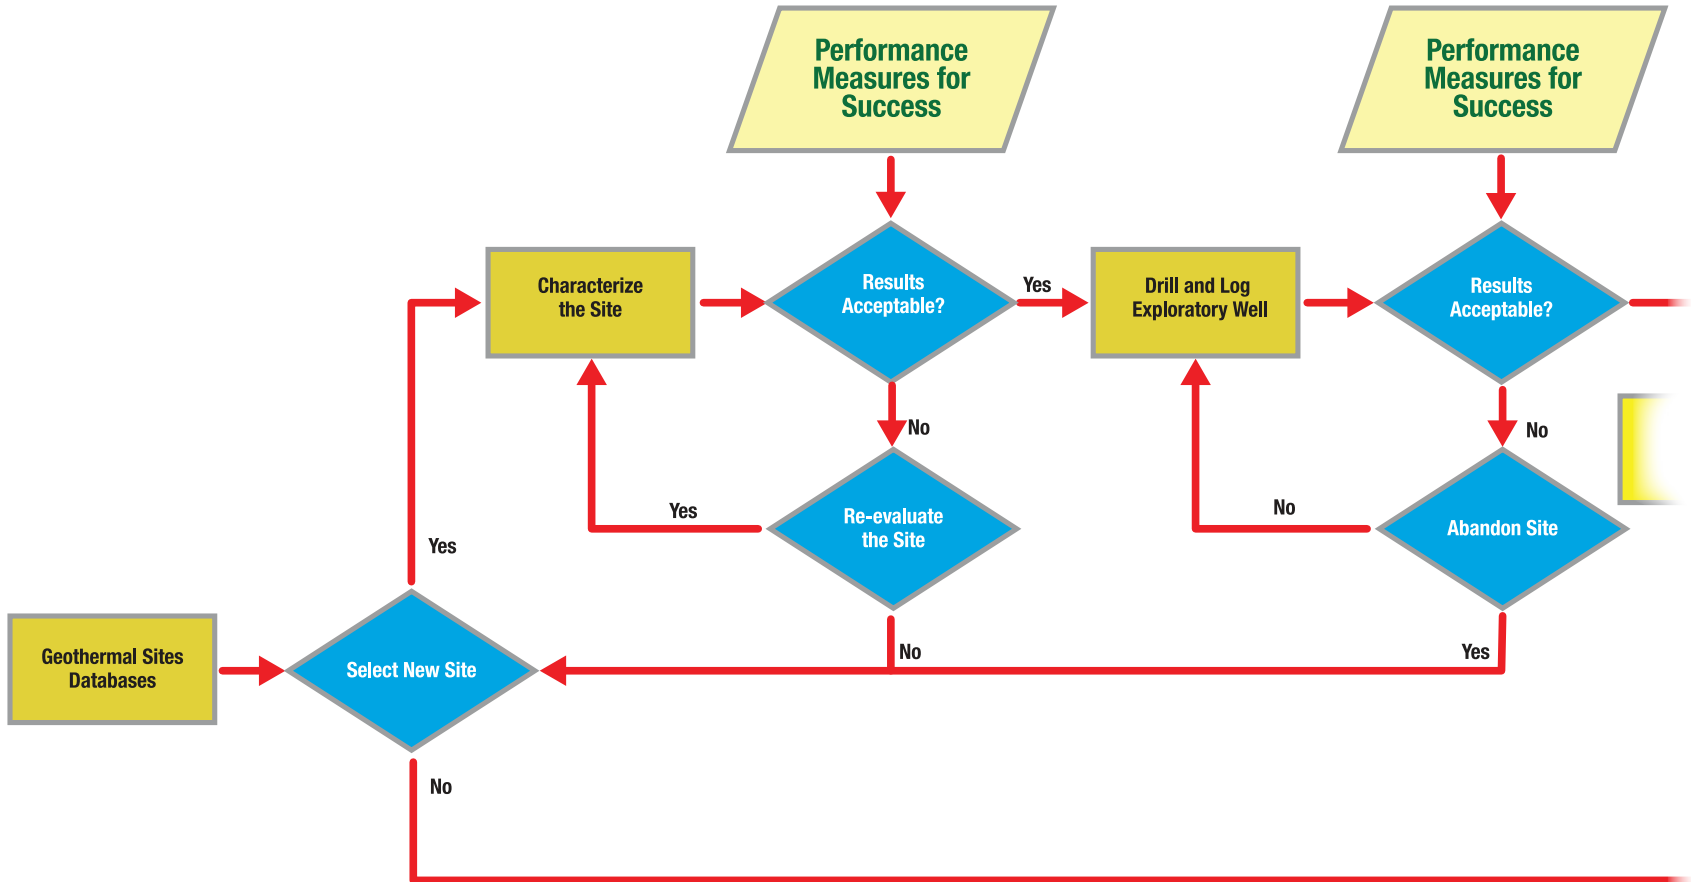 Performance
Measures for
Success
Performance
Measures for
Success
Characterize
the Site
Results
Acceptable?
Yes
Drill and Log
Exploratory Well
Results
Acceptable?
No
No
Yes
Re-evaluate
the Site
No
Abandon Site
Yes
Geothermal Sites
Databases
Select New Site
No
Yes
No